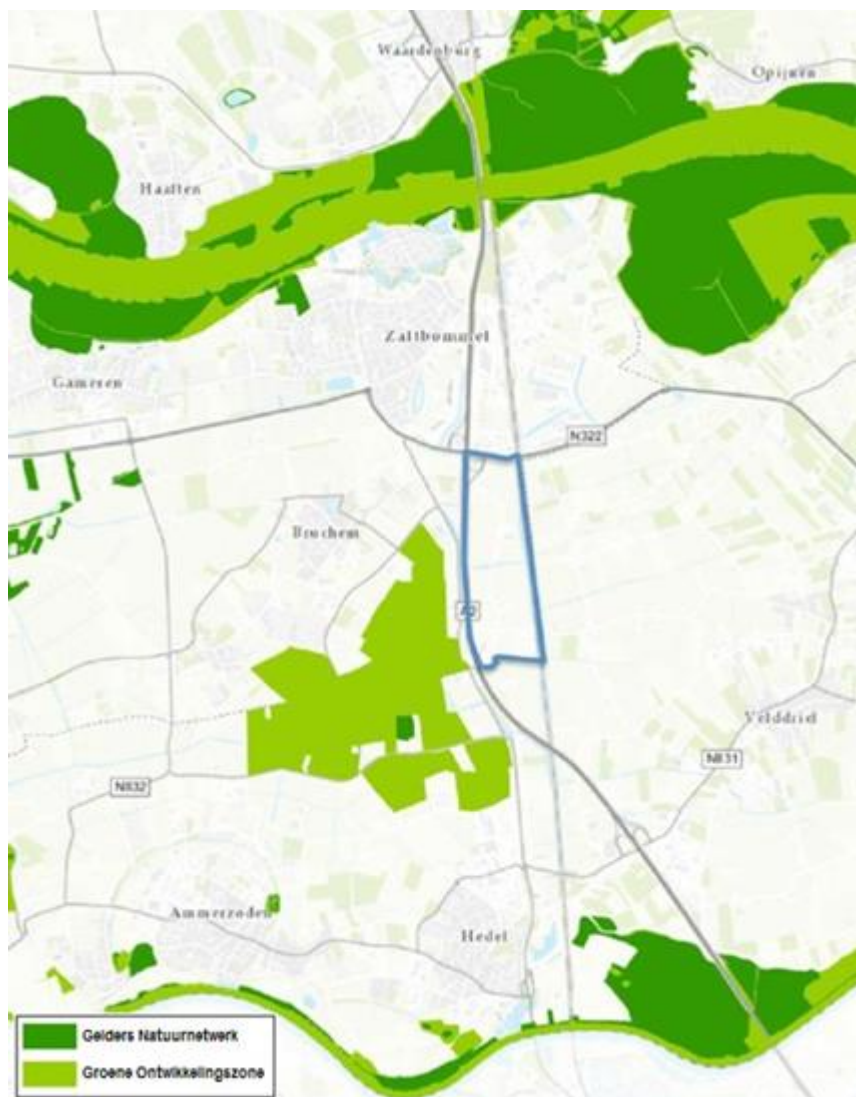 Waardenburg
Opijnen
Haaften
Zaltbommel
Gameren
N322
Bruchem
A2
Velddriel
N831
N832
Ammerzoden
Hedel
Gelders Natuurnetwerk
Groene Ontwikkelingszone